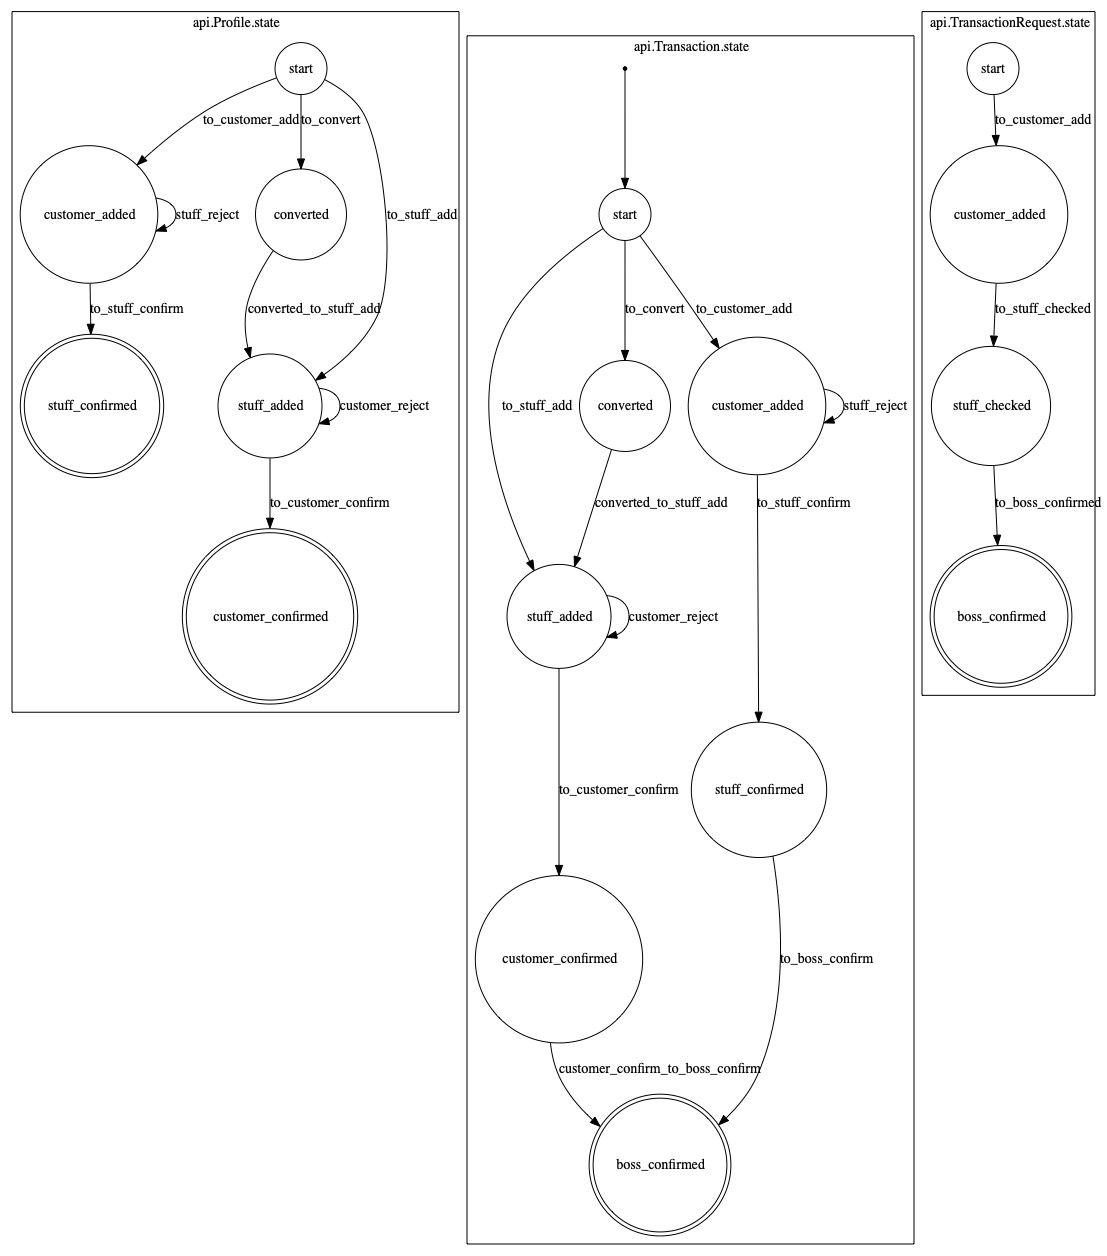 api.Profile.state
start
to_customer_add
to_convert
customer_added
stuff_reject
converted
to_stuff_add
to_stuff_confirm
converted_to_stuff_add
stuff_confirmed
stuff_added
customer_reject
to_customer_confirm
customer_confirmed
api.Transaction.state
start
to_convert
to_customer_add
to_stuff_add
converted
customer_added
stuff_reject
converted_to_stuff_add
to_stuff_confirm
stuff_added
customer_reject
to_customer_confirm
stuff_confirmed
customer_confirmed
to_boss_confirm
customer_confirm_to_boss_confirm
boss_confirmed
api.TransactionRequest.state
start
to_customer_add
customer_added
to_stuff_checked
stuff_checked
to_boss_confirmed
boss_confirmed